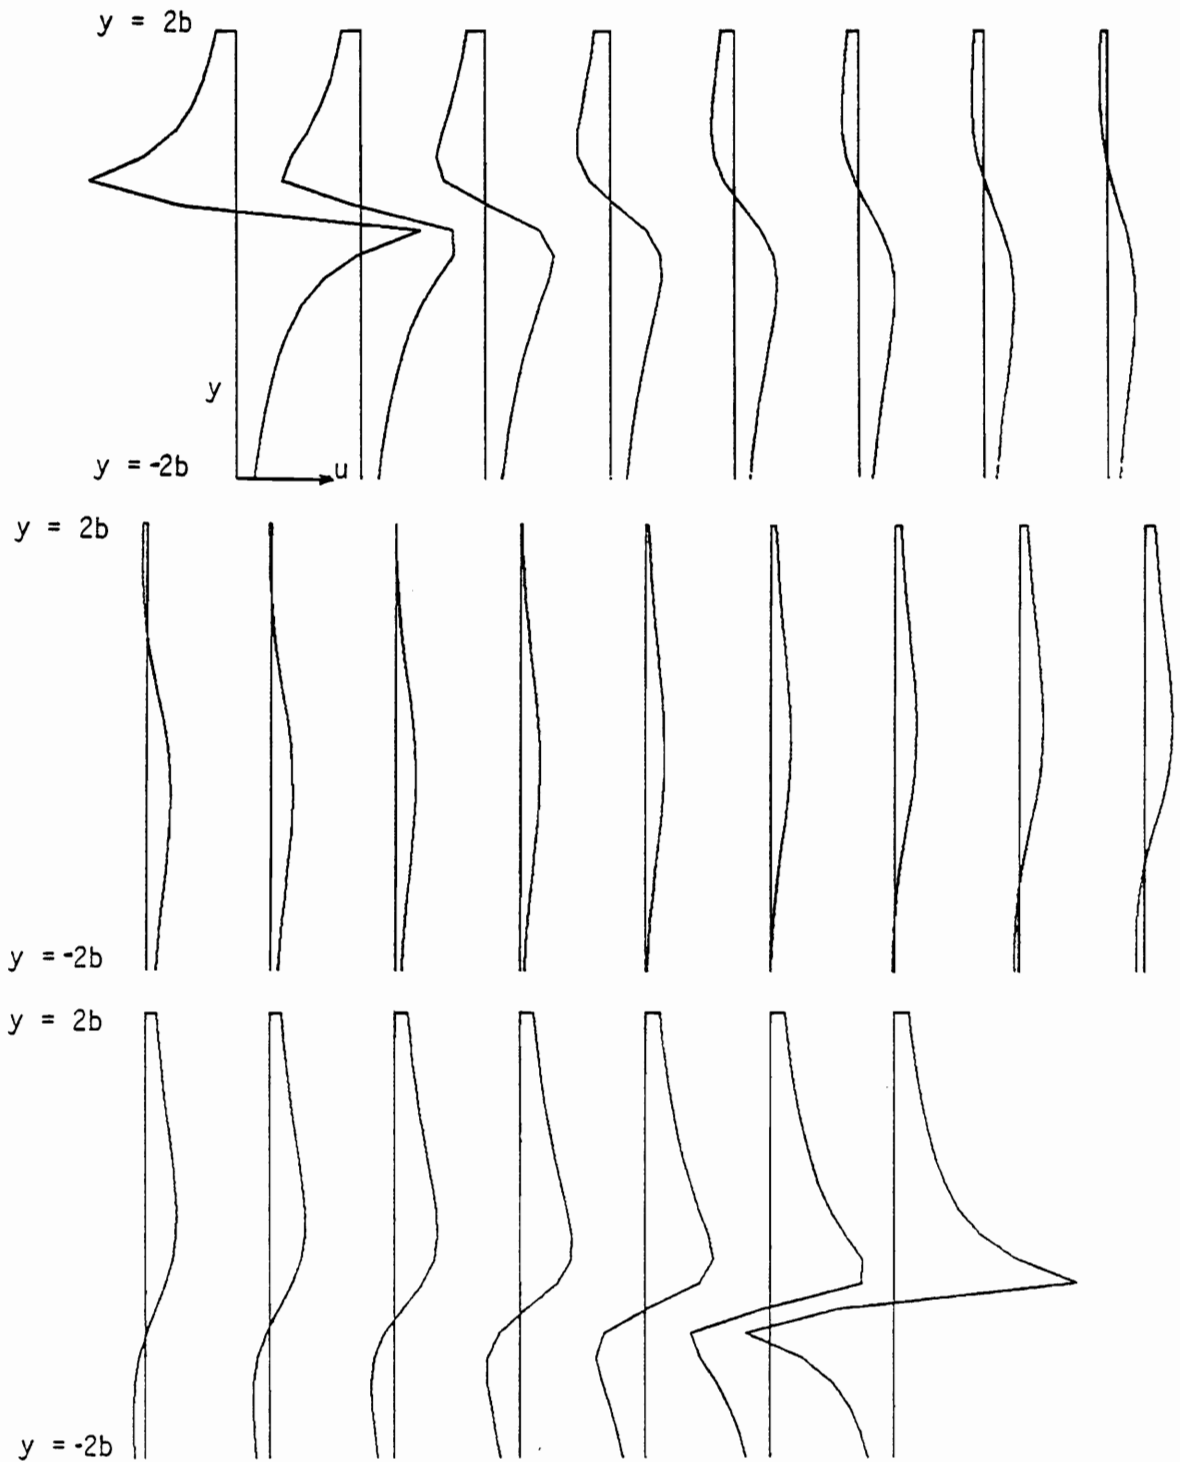 y = 2b
y
y = -2b
u
y = 2b
y = -2b
y = 2b
y = -2b